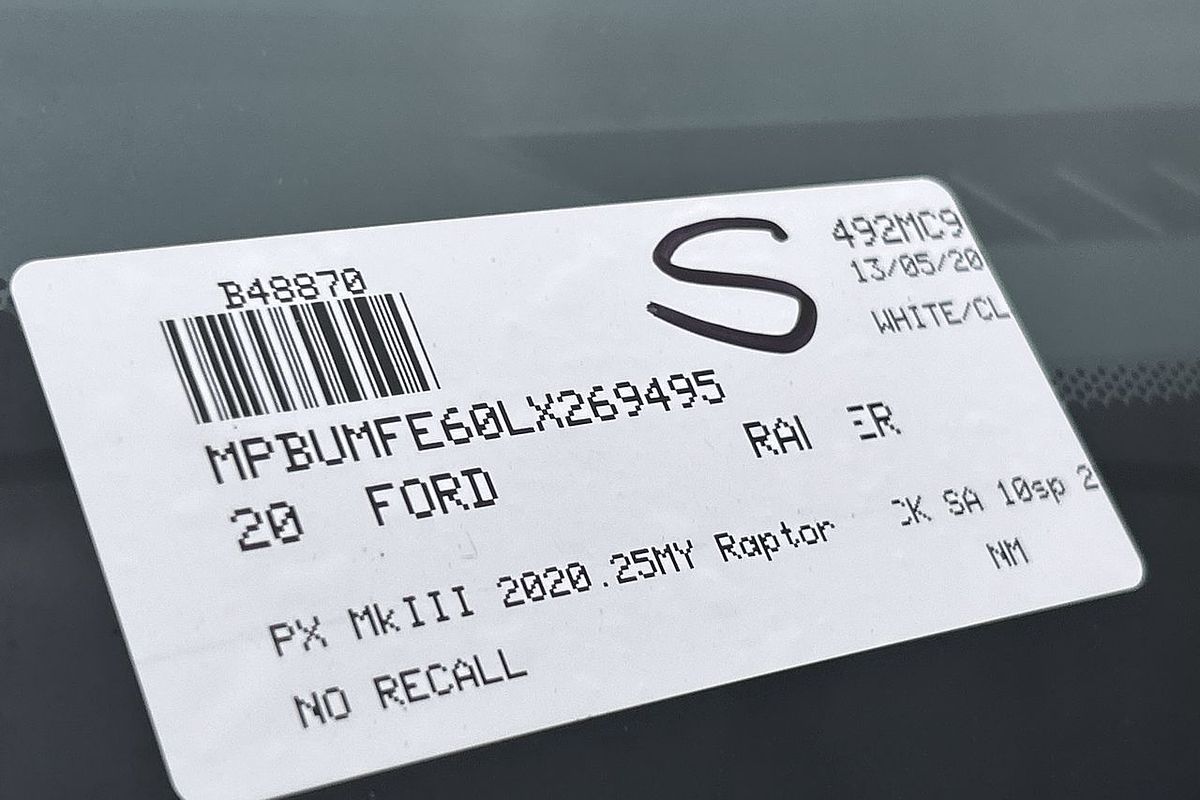 B48870
S
492MC9
13/05/20
WHITE/CL
MPBUMFE60LX269495
20 FORD
PX MkIII 2020.25MY Raptor SA 10sp 2
NM
NO RECALL